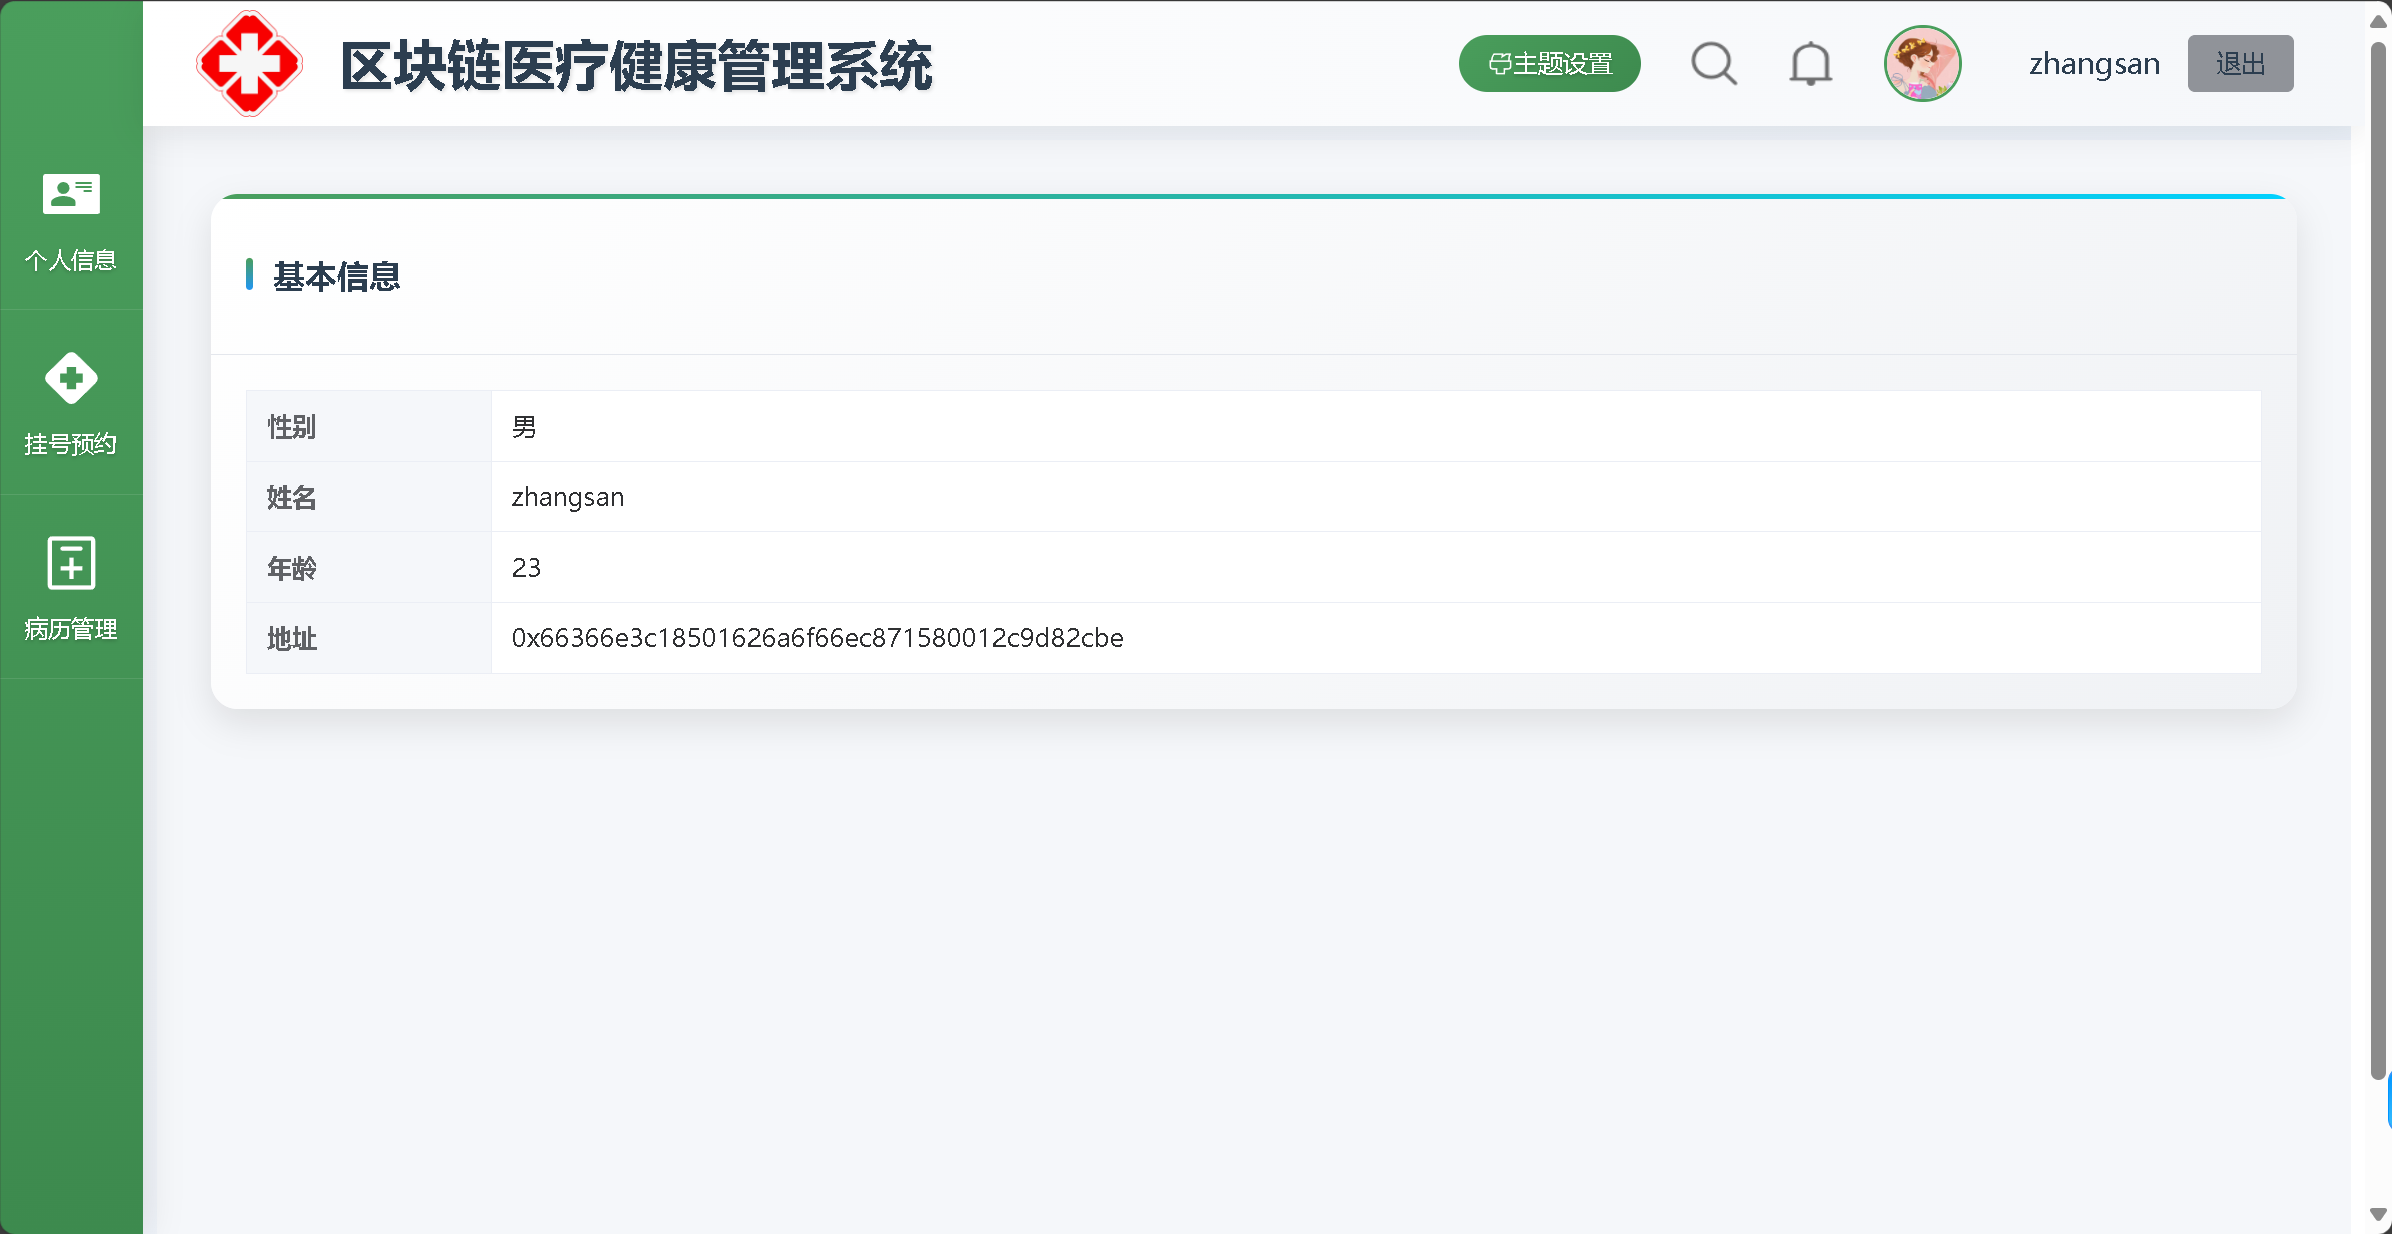 区块链医疗健康管理系统
主题设置
zhangsan
退出
个人信息
挂号预约
病历管理
基本信息
性别 男
姓名 zhangsan
年龄 23
地址 0x66366e3c18501626a6f66ec871580012c9d82cbe